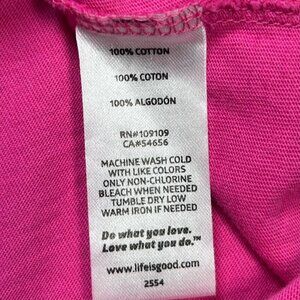 100% COTTON
100% COTON
100% ALGODÓN
RN#109109
CA#54656
MACHINE WASH COLD
WITH LIKE COLORS
ONLY NON-CHLORINE
BLEACH WHEN NEEDED
TUMBLE DRY LOW
WARM IRON IF NEEDED
Do what you love.
Love what you do.™
www.lifeisgood.com
2554